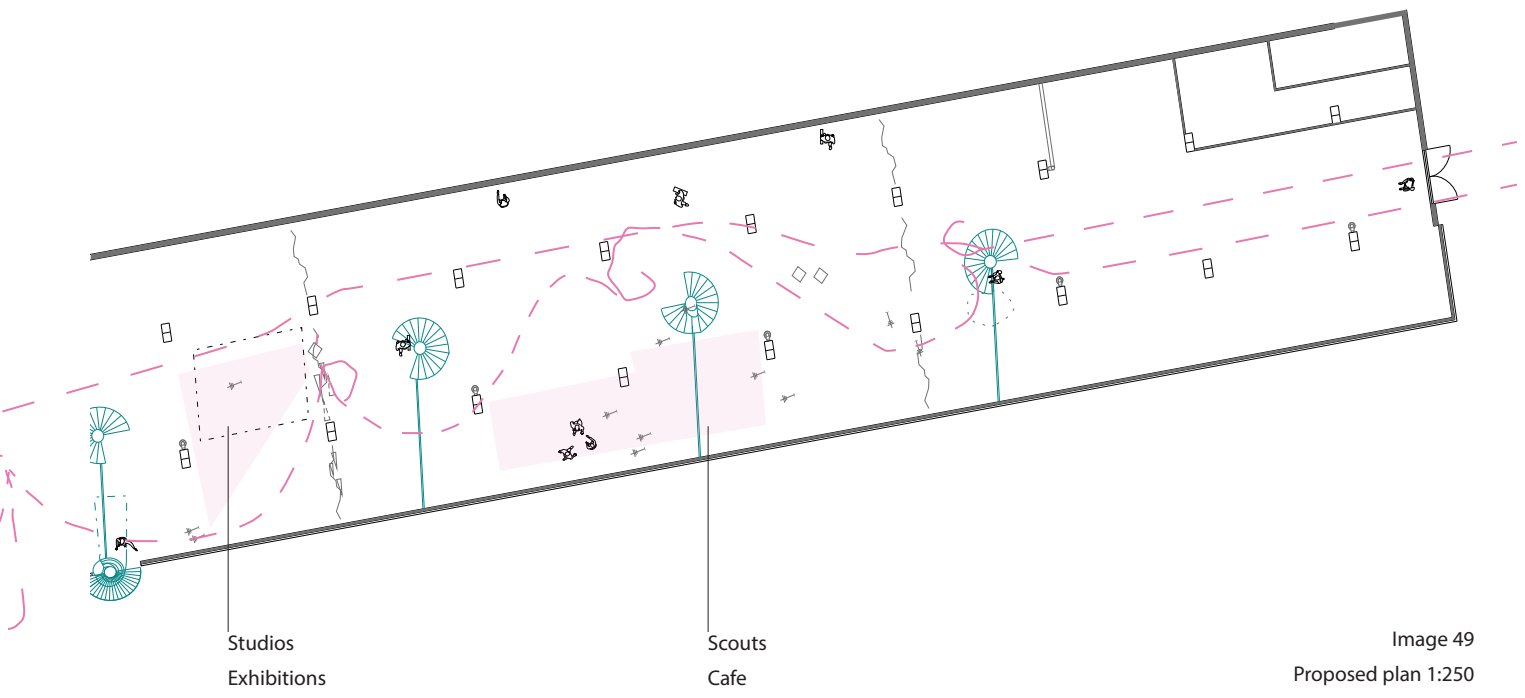 Studios
Exhibitions
Scouts
Cafe
Image 49
Proposed plan 1:250